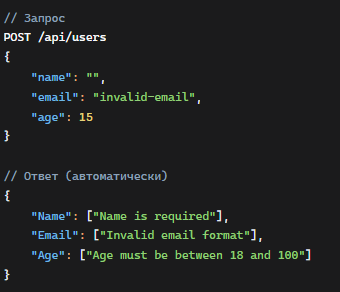 // Запрос
POST /api/users
{
    "name": "",
    "email": "invalid-email",
    "age": 15
}

// Ответ (автоматически)
{
    "Name": ["Name is required"],
    "Email": ["Invalid email format"],
    "Age": ["Age must be between 18 and 100"]
}